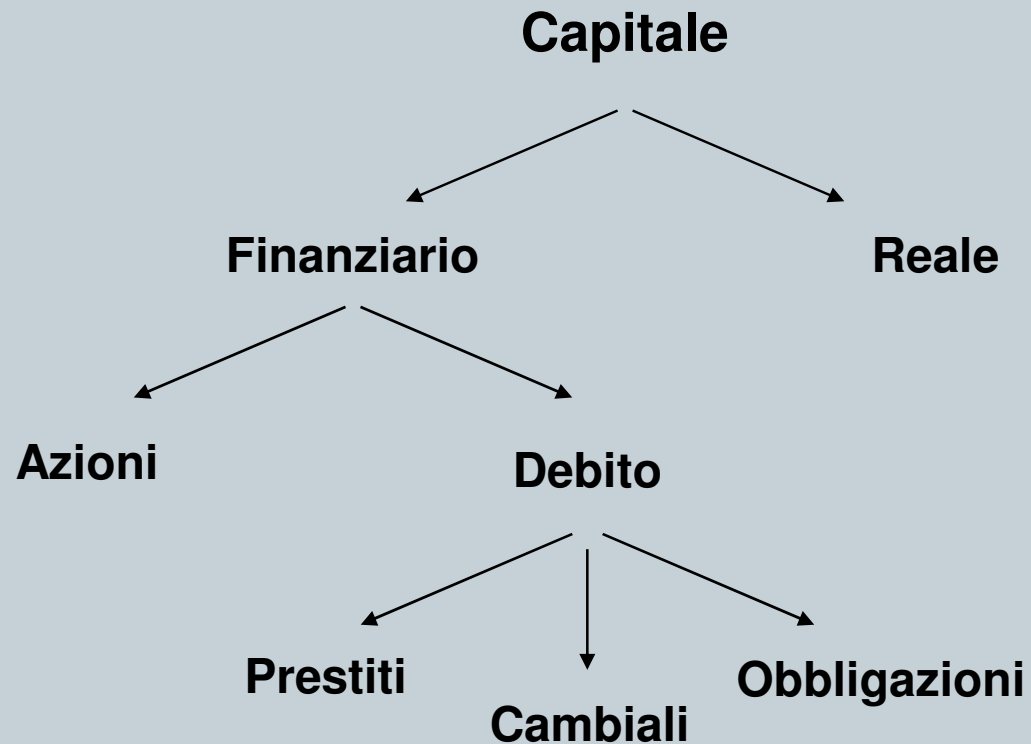 Capitale
Finanziario
Reale
Azioni
Debito
Prestiti
Cambiali
Obbligazioni